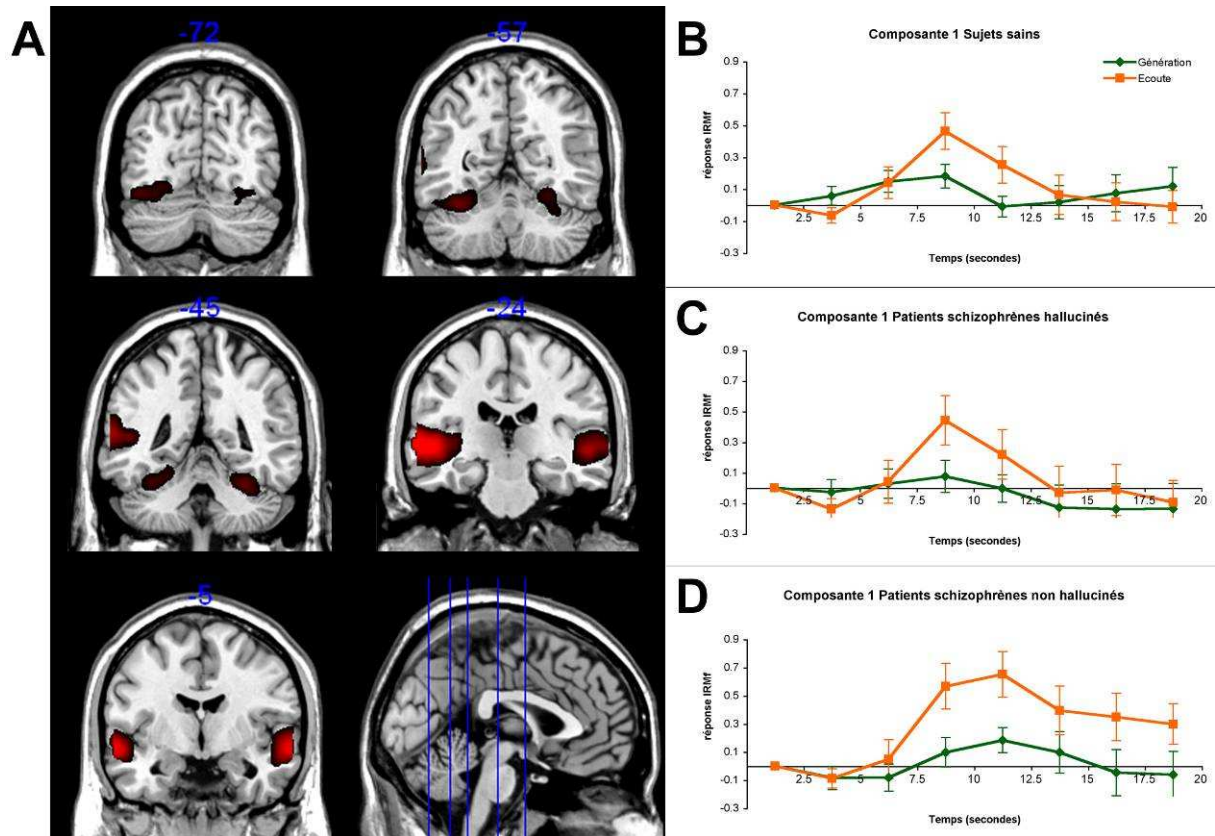 A
-72
-57
-45
-24
-5
B
Composante 1 Sujets sains
Génération
Ecoute
réponse IRMf
0.9
0.7
0.5
0.3
0.1
-0.1
-0.3
2.5 5 7.5 10 12.5 15 17.5 20
Temps (secondes)
C
Composante 1 Patients schizophrènes hallucinés
réponse IRMf
0.9
0.7
0.5
0.3
0.1
-0.1
-0.3
2.5 5 7.5 10 12.5 15 17.5 20
Temps (secondes)
D
Composante 1 Patients schizophrènes non hallucinés
réponse IRMf
0.9
0.7
0.5
0.3
0.1
-0.1
-0.3
2.5 5 7.5 10 12.5 15 17.5 20
Temps (secondes)